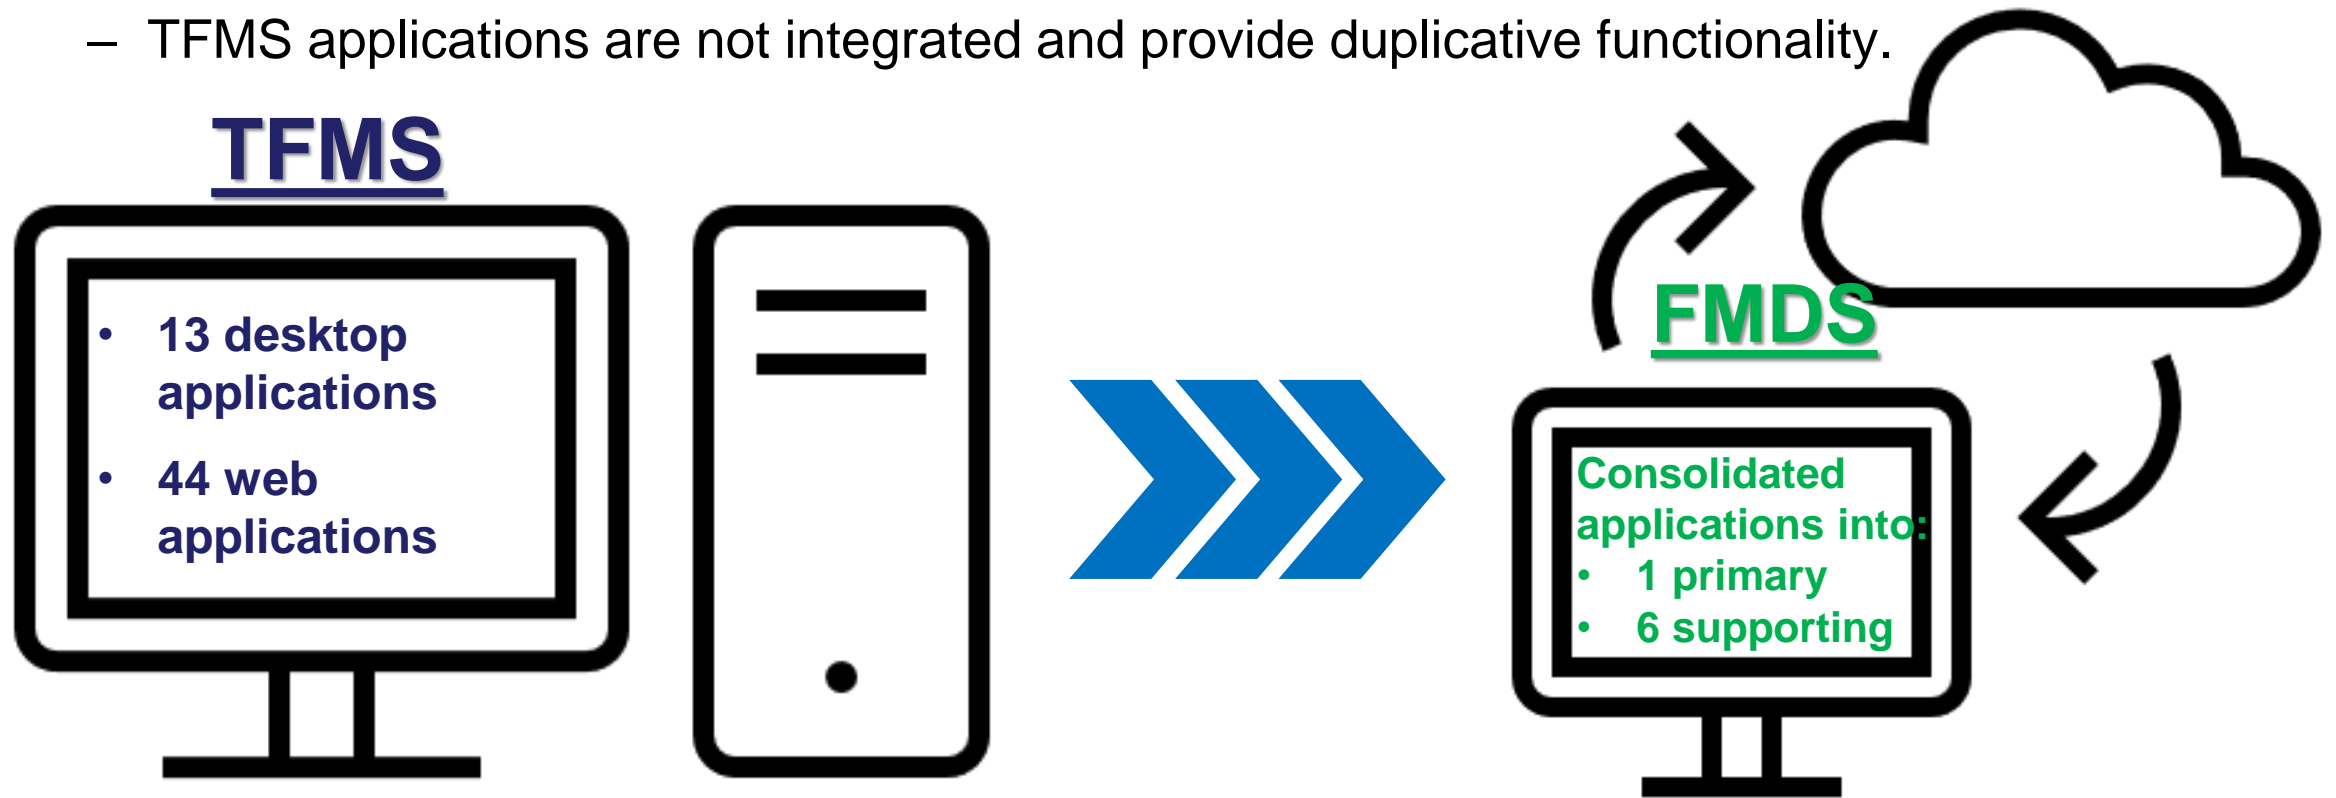 – TFMS applications are not integrated and provide duplicative functionality.
TFMS
• 13 desktop
applications
• 44 web
applications
FMDS
Consolidated
applications into:
• 1 primary
• 6 supporting